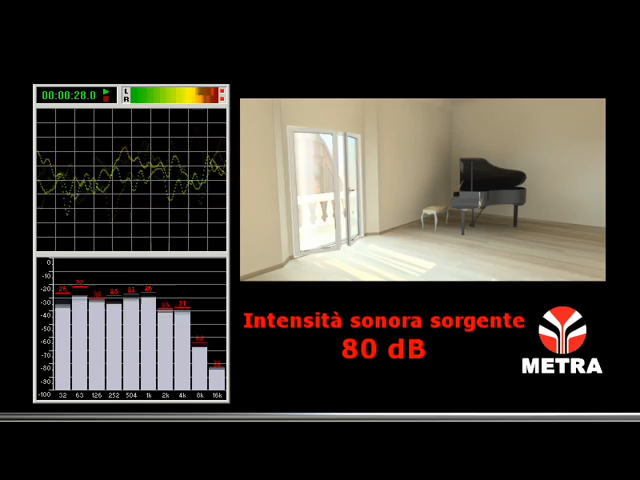 00:00:28.0
L
R
0
-10
-20
-30
-40
-50
-60
-70
-80
-90
-100
32 63 126 252 504 1k 2k 4k 8k 16k
Intensità sonora sorgente
80 dB
METRA